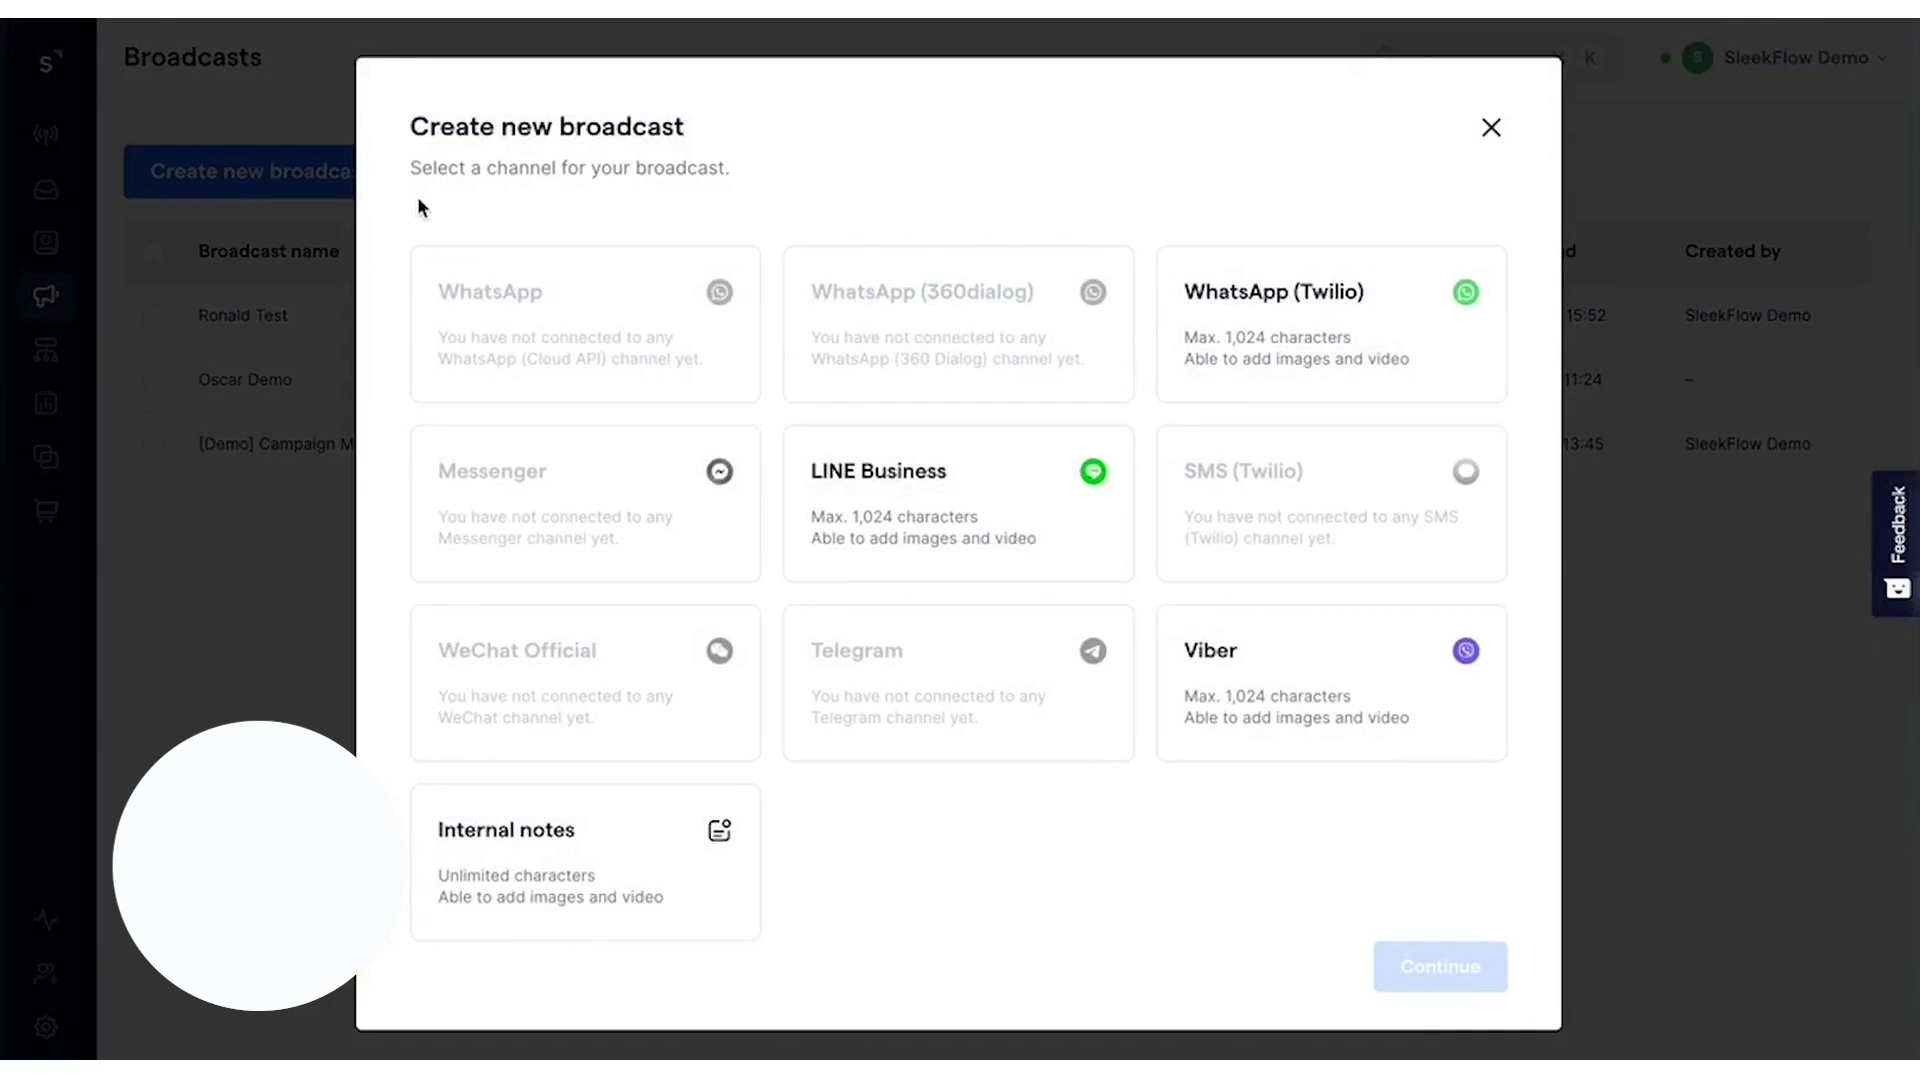 Broadcasts
K
S
SleekFlow Demo
Create new broadcast
Select a channel for your broadcast.
Create new broadca
Broadcast name
d
Created by
Ronald Test
15:52
SleekFlow Demo
Oscar Demo
11:24
–
[Demo] Campaign M
13:45
SleekFlow Demo
WhatsApp
You have not connected to any
WhatsApp (Cloud API) channel yet.
WhatsApp (360dialog)
You have not connected to any
WhatsApp (360 Dialog) channel yet.
WhatsApp (Twilio)
Max. 1,024 characters
Able to add images and video
Messenger
You have not connected to any
Messenger channel yet.
LINE Business
Max. 1,024 characters
Able to add images and video
SMS (Twilio)
You have not connected to any SMS
(Twilio) channel yet.
WeChat Official
You have not connected to any
WeChat channel yet.
Telegram
You have not connected to any
Telegram channel yet.
Viber
Max. 1,024 characters
Able to add images and video
Internal notes
Unlimited characters
Able to add images and video
Continue
Feedback